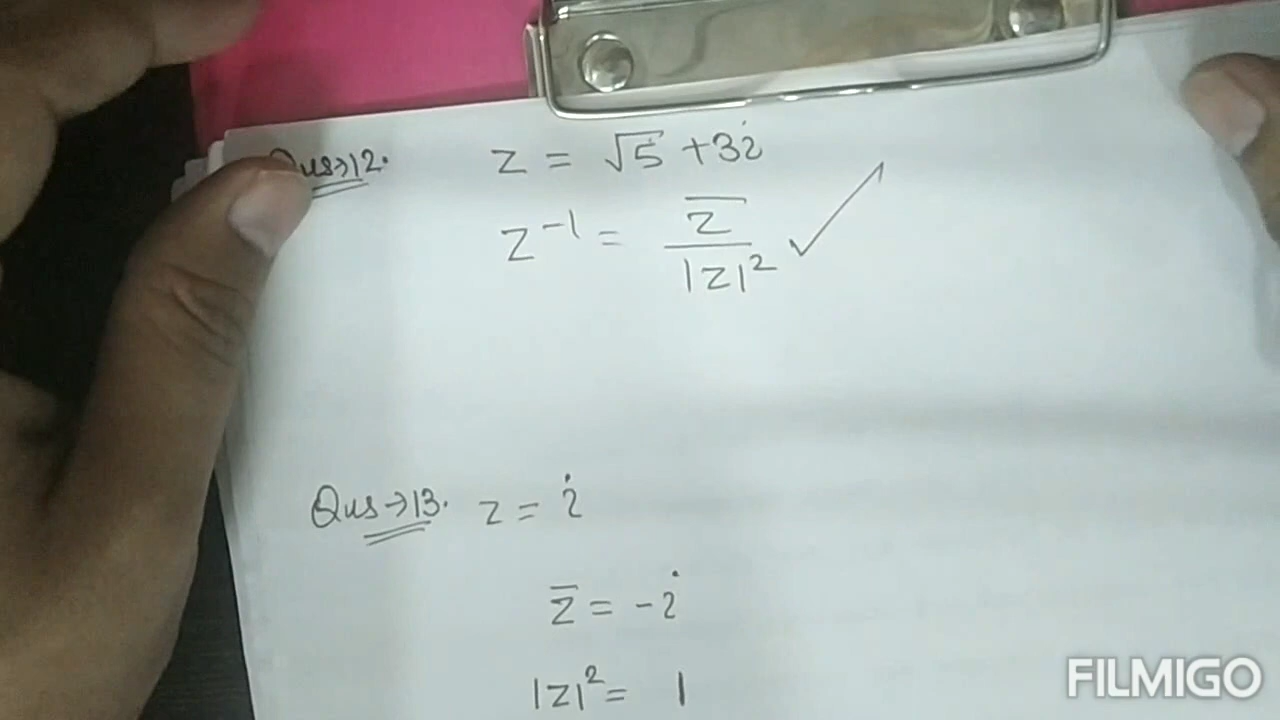 Qus→12. z = √5 + 3i
z⁻¹ = z̅ / |z|² ✓
Qus→13. z = i
z̅ = -i
|z|² = 1
FILMIGO